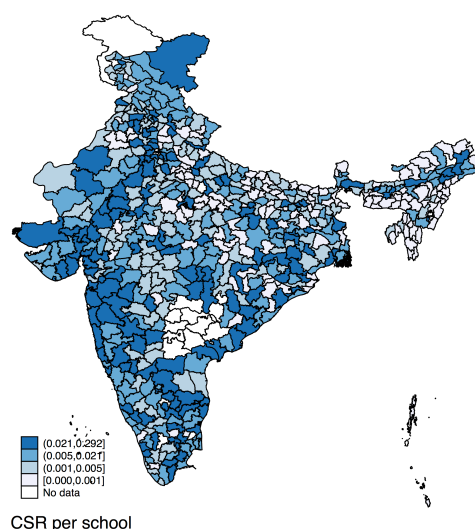 (0.021,0.292]
(0.005,0.021]
(0.001,0.005]
[0.000,0.001]
No data
CSR per school